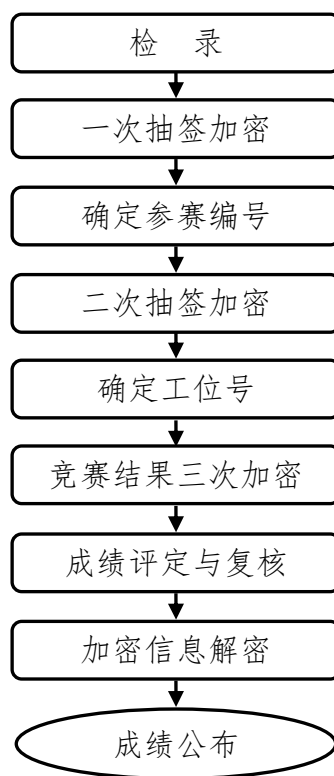 检 录
一次抽签加密
确定参赛编号
二次抽签加密
确定工位号
竞赛结果三次加密
成绩评定与复核
加密信息解密
成绩公布